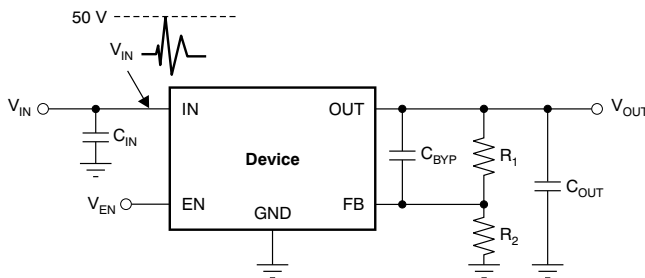 50 V
V_IN
V_IN
IN
OUT
V_OUT
C_IN
Device
C_BYP
R_1
C_OUT
V_EN
EN
GND
FB
R_2